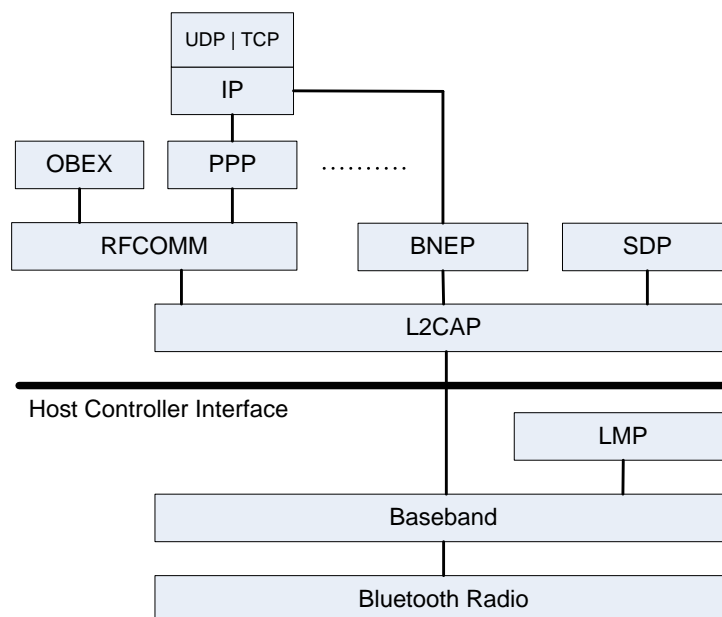 UDP | TCP
IP
OBEX
PPP
..........
RFCOMM
BNEP
SDP
L2CAP
Host Controller Interface
LMP
Baseband
Bluetooth Radio